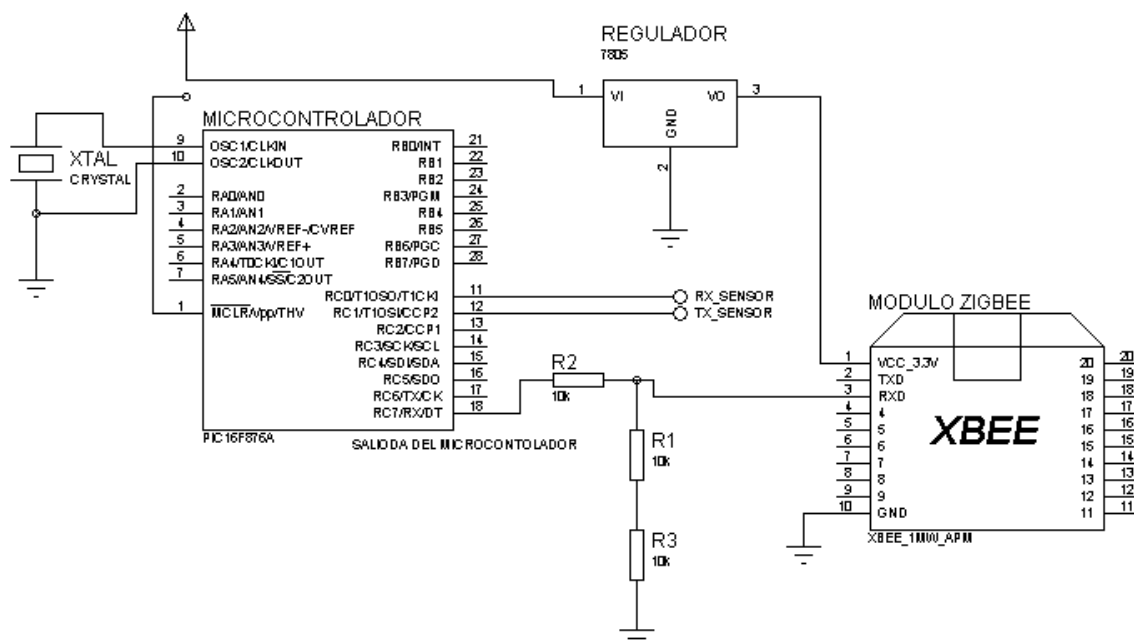 REGULADOR
7805
1
VI
VO
3
GND
2
MICROCONTROLADOR
XTAL
CRYSTAL
9
OSC1/CLKIN
10
OSC2/CLKOUT
2
RA0/AN0
3
RA1/AN1
4
RA2/AN2/VREF-/CVREF
5
RA3/AN3/VREF+
6
RA4/T0CKI/C1OUT
7
RA5/AN4/SS/C2OUT
1
MCLR/Vpp/THV
RB0/INT
21
RB1
22
RB2
23
RB3/PGM
24
RB4
25
RB5
26
RB6/PGC
27
RB7/PGD
28
RC0/T1OSO/T1CKI
11
RX_SENSOR
RC1/T1OSI/CCP2
12
TX_SENSOR
RC2/CCP1
13
RC3/SCK/SCL
14
RC4/SDI/SDA
15
RC5/SDO
16
RC6/TX/CK
17
RC7/RX/DT
18
PIC16F876A
SALIODA DEL MICROCONTOLADOR
R2
10k
R1
10k
R3
10k
MODULO ZIGBEE
1
VCC_3.3V
2
TXD
3
RXD
4
4
5
5
6
6
7
7
8
8
9
9
10
GND
XBEE
20
20
19
19
18
18
17
17
16
16
15
15
14
14
13
13
12
12
11
11
XBEE_1MW_APM